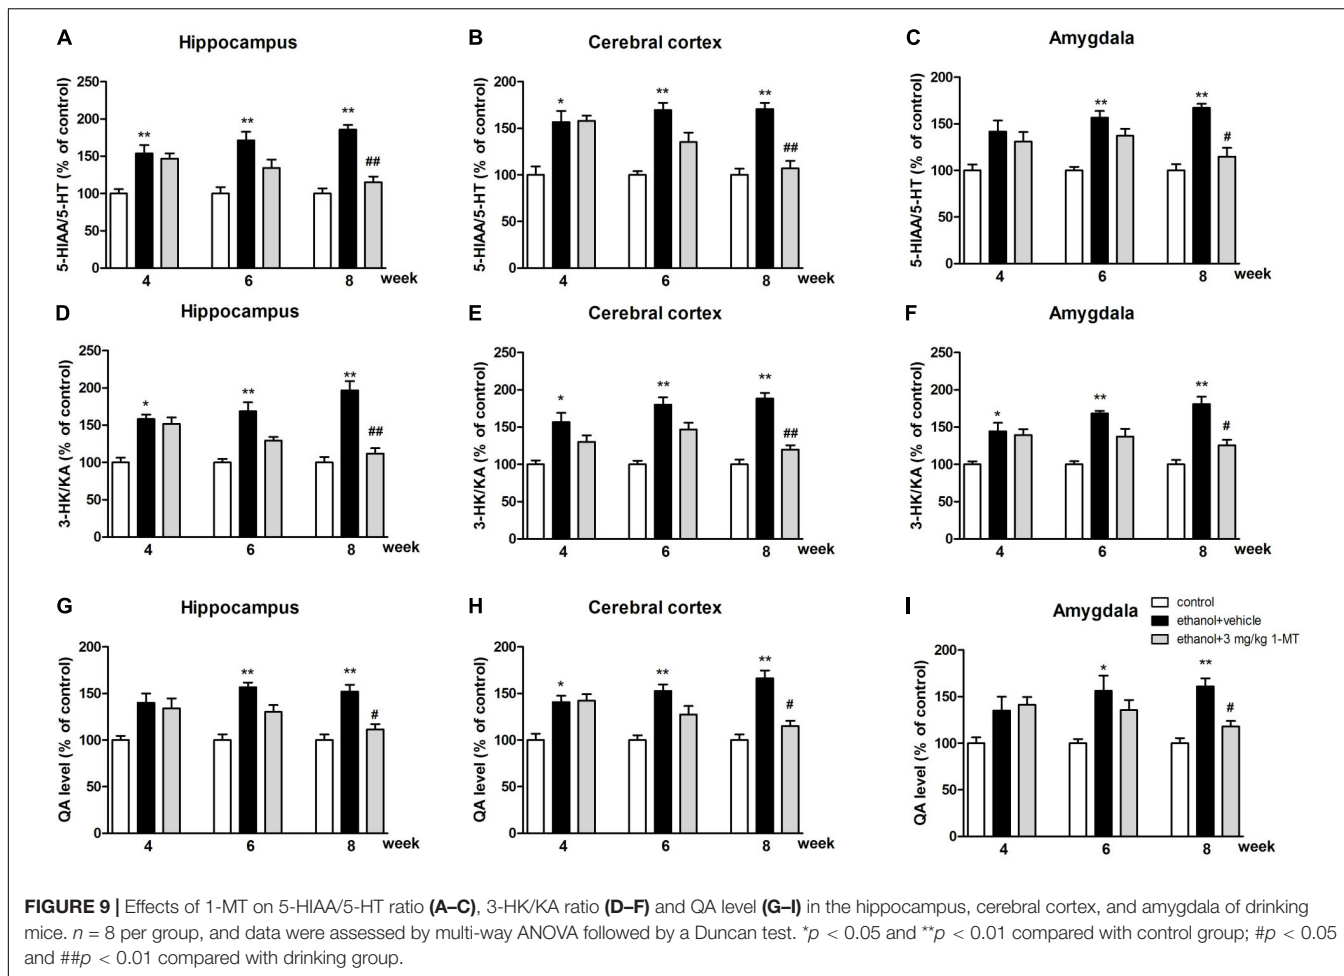 A
Hippocampus
5-HIAA/5-HT (% of control)
250
200
150
100
50
0
**
**
**
##
4
6
8
week
B
Cerebral cortex
5-HIAA/5-HT (% of control)
200
150
100
50
0
*
**
**
##
4
6
8
week
C
Amygdala
5-HIAA/5-HT (% of control)
200
150
100
50
0
**
**
#
4
6
8
week
D
Hippocampus
3-HK/KA (% of control)
250
200
150
100
50
0
*
**
**
##
4
6
8
week
E
Cerebral cortex
3-HK/KA (% of control)
250
200
150
100
50
0
*
**
**
##
4
6
8
week
F
Amygdala
3-HK/KA (% of control)
250
200
150
100
50
0
*
**
**
#
4
6
8
week
G
Hippocampus
QA level (% of control)
200
150
100
50
0
**
**
#
4
6
8
week
H
Cerebral cortex
QA level (% of control)
200
150
100
50
0
*
**
**
#
4
6
8
week
I
Amygdala
control
ethanol+vehicle
ethanol+3 mg/kg 1-MT
QA level (% of control)
200
150
100
50
0
*
**
#
4
6
8
week
FIGURE 9 | Effects of 1-MT on 5-HIAA/5-HT ratio (A–C), 3-HK/KA ratio (D–F) and QA level (G–I) in the hippocampus, cerebral cortex, and amygdala of drinking
mice. n = 8 per group, and data were assessed by multi-way ANOVA followed by a Duncan test. *p < 0.05 and **p < 0.01 compared with control group; #p < 0.05
and ##p < 0.01 compared with drinking group.